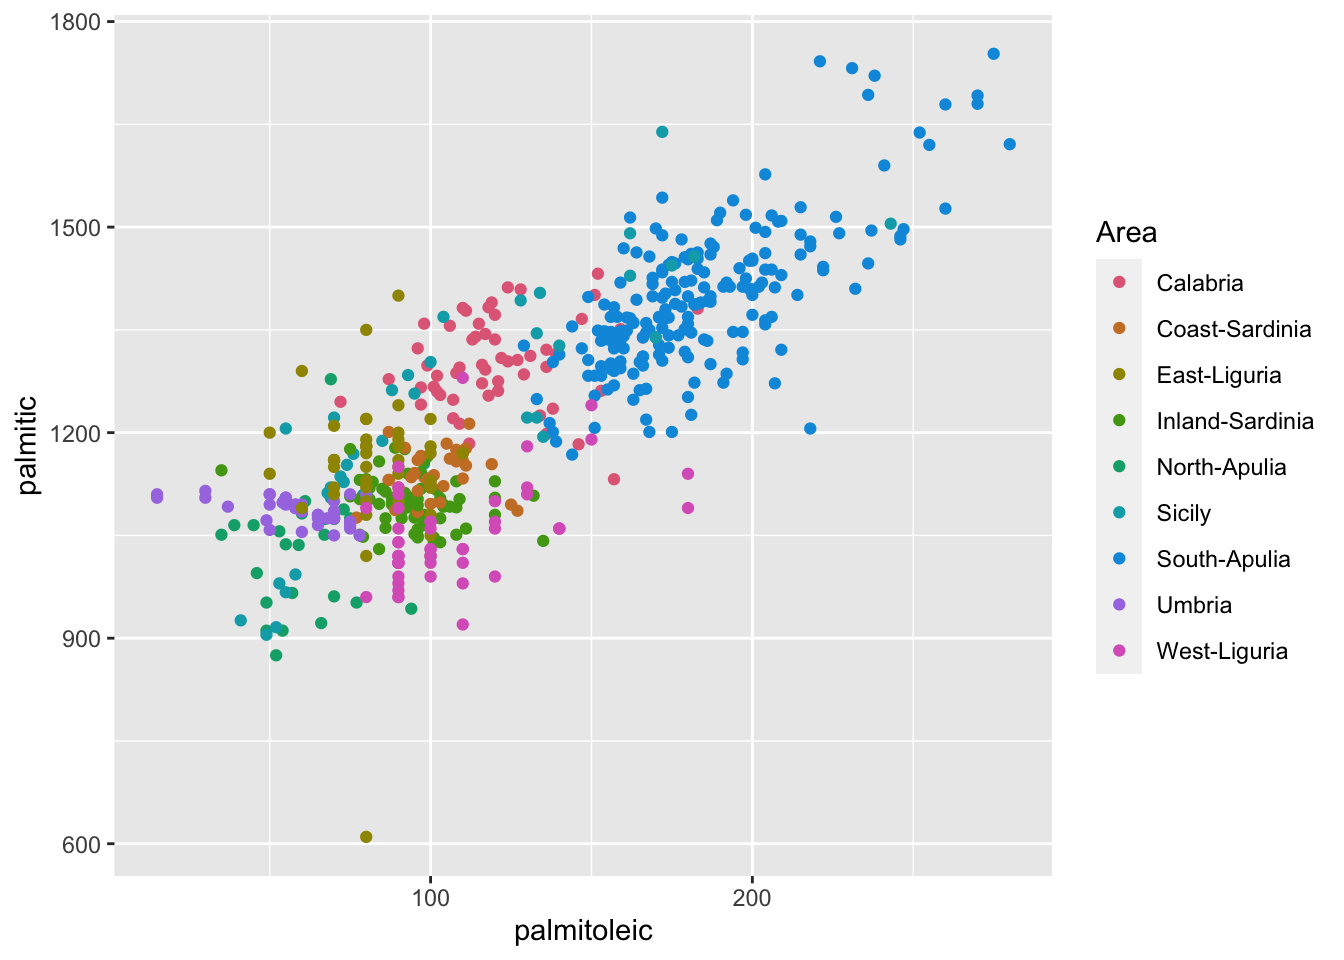 1800
1500
1200
900
600
palmitic
100
200
palmitoleic
Area
Calabria
Coast-Sardinia
East-Liguria
Inland-Sardinia
North-Apulia
Sicily
South-Apulia
Umbria
West-Liguria